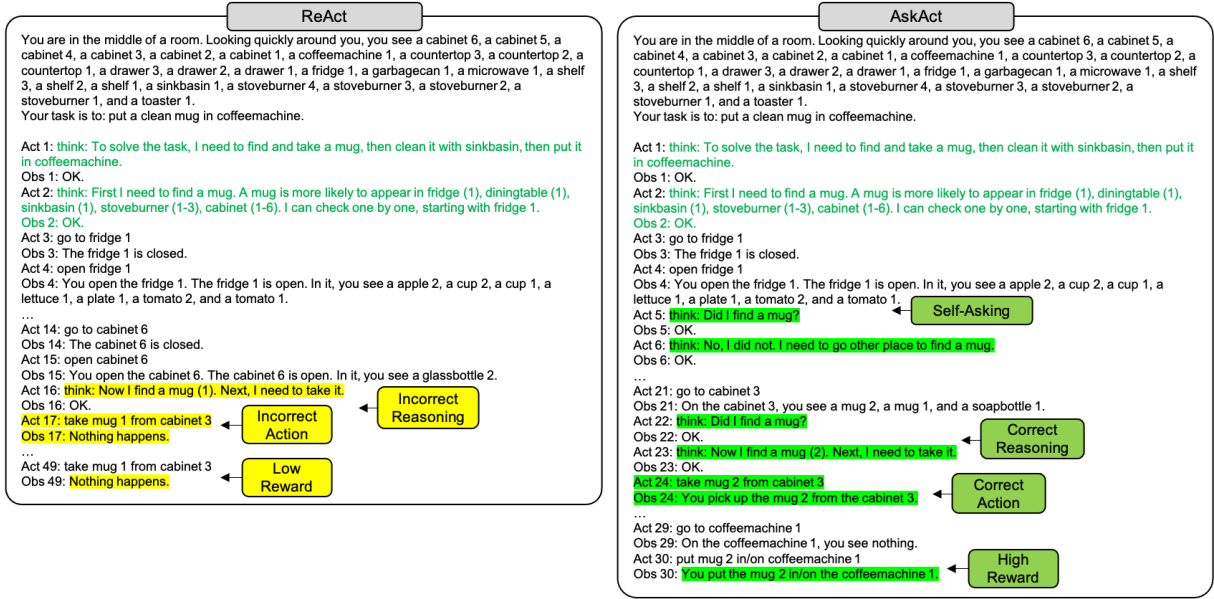 ReAct
You are in the middle of a room. Looking quickly around you, you see a cabinet 6, a cabinet 5, a
cabinet 4, a cabinet 3, a cabinet 2, a cabinet 1, a coffeemachine 1, a countertop 3, a countertop 2, a
countertop 1, a drawer 3, a drawer 2, a drawer 1, a fridge 1, a garbagecan 1, a microwave 1, a shelf
3, a shelf 2, a shelf 1, a sinkbasin 1, a stoveburner 4, a stoveburner 3, a stoveburner 2, a
stoveburner 1, and a toaster 1.
Your task is to: put a clean mug in coffeemachine.
Act 1: think: To solve the task, I need to find and take a mug, then clean it with sinkbasin, then put it
in coffeemachine.
Obs 1: OK.
Act 2: think: First I need to find a mug. A mug is more likely to appear in fridge (1), diningtable (1),
sinkbasin (1), stoveburner (1-3), cabinet (1-6). I can check one by one, starting with fridge 1.
Obs 2: OK.
Act 3: go to fridge 1
Obs 3: The fridge 1 is closed.
Act 4: open fridge 1
Obs 4: You open the fridge 1. The fridge 1 is open. In it, you see a apple 2, a cup 2, a cup 1, a
lettuce 1, a plate 1, a tomato 2, and a tomato 1.
...
Act 14: go to cabinet 6
Obs 14: The cabinet 6 is closed.
Act 15: open cabinet 6
Obs 15: You open the cabinet 6. The cabinet 6 is open. In it, you see a glassbottle 2.
Act 16: think: Now I find a mug (1). Next, I need to take it.
Obs 16: OK.
Act 17: take mug 1 from cabinet 3
Obs 17: Nothing happens.
...
Act 49: take mug 1 from cabinet 3
Obs 49: Nothing happens.
Incorrect
Reasoning
Incorrect
Action
Low
Reward
AskAct
You are in the middle of a room. Looking quickly around you, you see a cabinet 6, a cabinet 5, a
cabinet 4, a cabinet 3, a cabinet 2, a cabinet 1, a coffeemachine 1, a countertop 3, a countertop 2, a
countertop 1, a drawer 3, a drawer 2, a drawer 1, a fridge 1, a garbagecan 1, a microwave 1, a shelf
3, a shelf 2, a shelf 1, a sinkbasin 1, a stoveburner 4, a stoveburner 3, a stoveburner 2, a
stoveburner 1, and a toaster 1.
Your task is to: put a clean mug in coffeemachine.
Act 1: think: To solve the task, I need to find and take a mug, then clean it with sinkbasin, then put it
in coffeemachine.
Obs 1: OK.
Act 2: think: First I need to find a mug. A mug is more likely to appear in fridge (1), diningtable (1),
sinkbasin (1), stoveburner (1-3), cabinet (1-6). I can check one by one, starting with fridge 1.
Obs 2: OK.
Act 3: go to fridge 1
Obs 3: The fridge 1 is closed.
Act 4: open fridge 1
Obs 4: You open the fridge 1. The fridge 1 is open. In it, you see a apple 2, a cup 2, a cup 1, a
lettuce 1, a plate 1, a tomato 2, and a tomato 1.
Act 5: think: Did I find a mug?
Obs 5: OK.
Act 6: think: No, I did not. I need to go other place to find a mug.
Obs 6: OK.
...
Act 21: go to cabinet 3
Obs 21: On the cabinet 3, you see a mug 2, a mug 1, and a soapbottle 1.
Act 22: think: Did I find a mug?
Obs 22: OK.
Act 23: think: Now I find a mug (2). Next, I need to take it.
Obs 23: OK.
Act 24: take mug 2 from cabinet 3
Obs 24: You pick up the mug 2 from the cabinet 3.
...
Act 29: go to coffeemachine 1
Obs 29: On the coffeemachine 1, you see nothing.
Act 30: put mug 2 in/on coffeemachine 1
Obs 30: You put the mug 2 in/on the coffeemachine 1.
Self-Asking
Correct
Reasoning
Correct
Action
High
Reward